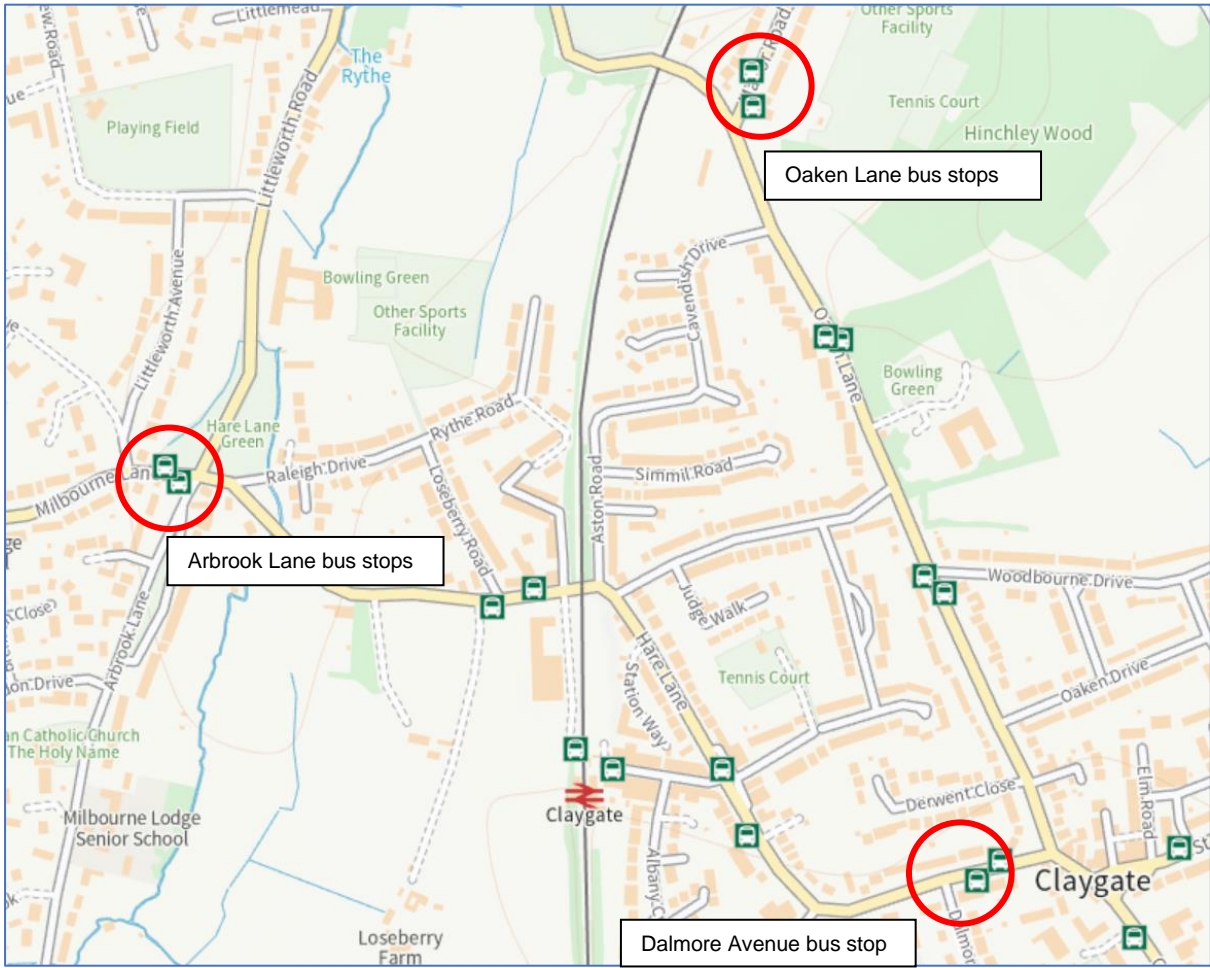 Littlemead
Other Sports
Facility
The
Rythe
Littleworth Road
Playing Field
Tennis Court
Hinchley Wood
Oaken Lane bus stops
Littleworth Avenue
Bowling Green
Other Sports
Facility
Cavendish Drive
Bowling
Green
Hare Lane
Green
Rythe Road
Raleigh Drive
Simmil Road
Milbourne Lane
Loseberry Road
Aston Road
Arbrook Lane bus stops
Woodbourne Drive
Judge Walk
Arbrook Lane
Hare Lane
Station Way
Tennis Court
Oaken Drive
Close
Drive
The Holy Name
Catholic Church
Derwent Close
Elm Road
Milbourne Lodge
Senior School
Claygate
Claygate
Loseberry
Farm
Dalmore Avenue bus stop